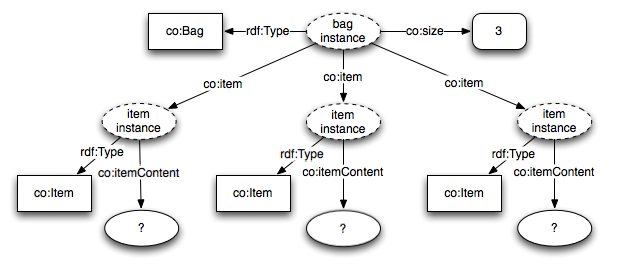 co:Bag
rdf:Type
bag
instance
co:size
3
co:item
co:item
co:item
item
instance
item
instance
item
instance
rdf:Type
co:itemContent
rdf:Type
co:itemContent
rdf:Type
co:itemContent
co:Item
co:Item
co:Item
?
?
?